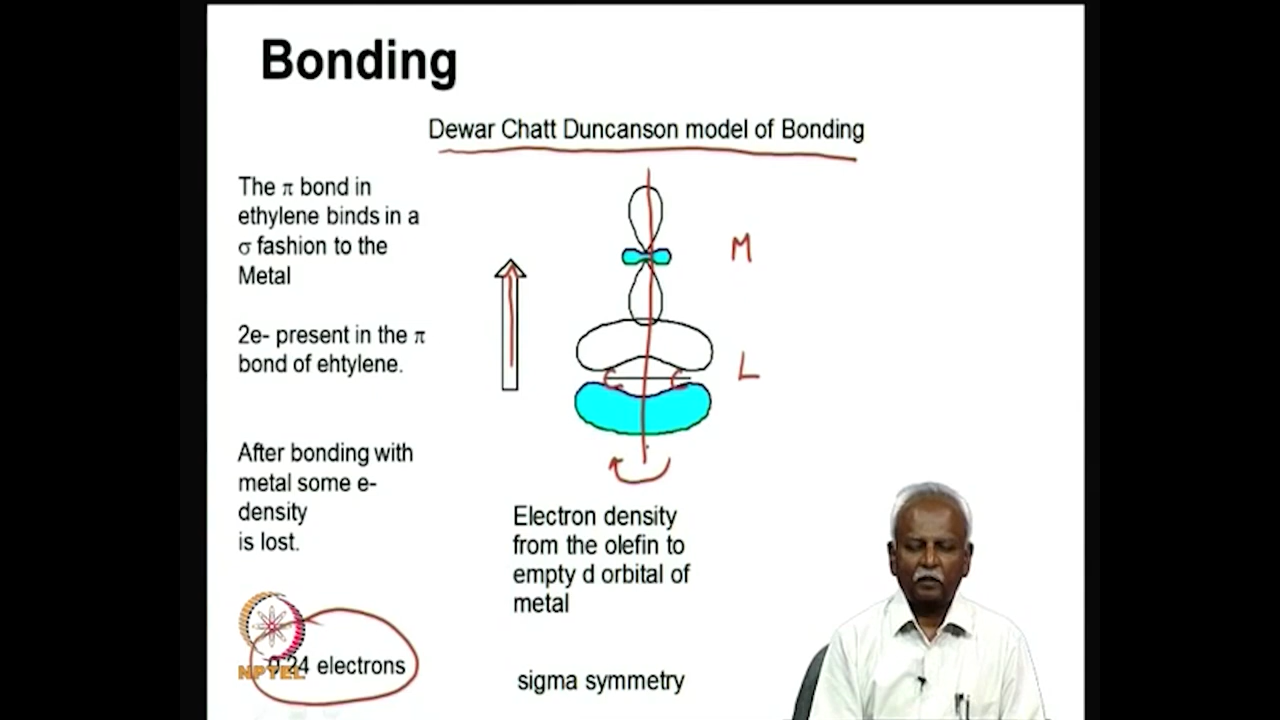 Bonding
Dewar Chatt Duncanson model of Bonding
The π bond in
ethylene binds in a
σ fashion to the
Metal
M
2e- present in the π
bond of ehtylene.
L
After bonding with
metal some e-
density
is lost.
Electron density
from the olefin to
empty d orbital of
metal
0.24 electrons
NPTEL
sigma symmetry